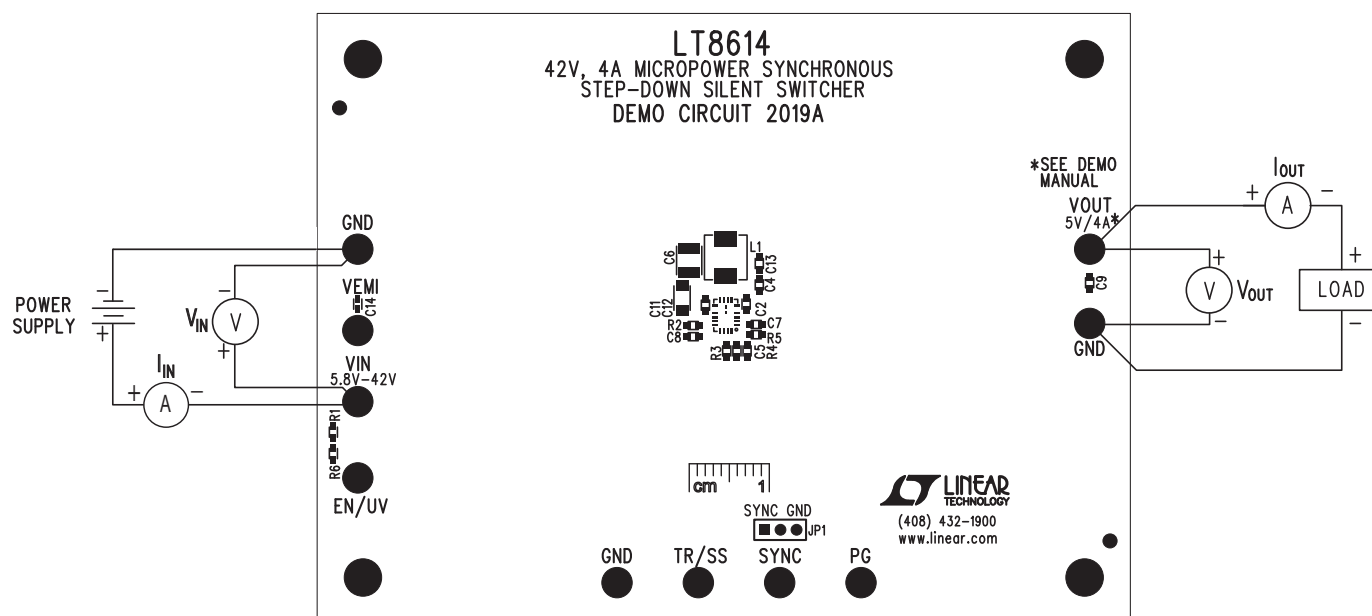 LT8614
42V, 4A MICROPOWER SYNCHRONOUS
STEP-DOWN SILENT SWITCHER
DEMO CIRCUIT 2019A
*SEE DEMO
MANUAL
VOUT
5V/4A*
IOUT
+ A −
GND
VEMI
C14
VIN
5.8V-42V
R1
R6
EN/UV
POWER
SUPPLY
−
+
VIN
−
V
+
IIN
+ A −
C6
L1
C13
C4
C11
C12
C2
R2
C8
C7
R5
R3
C5
R4
C9
GND
+
V
−
VOUT
+
LOAD
−
cm 1
SYNC GND
JP1
GND
TR/SS
SYNC
PG
LINEAR
TECHNOLOGY
(408) 432-1900
www.linear.com